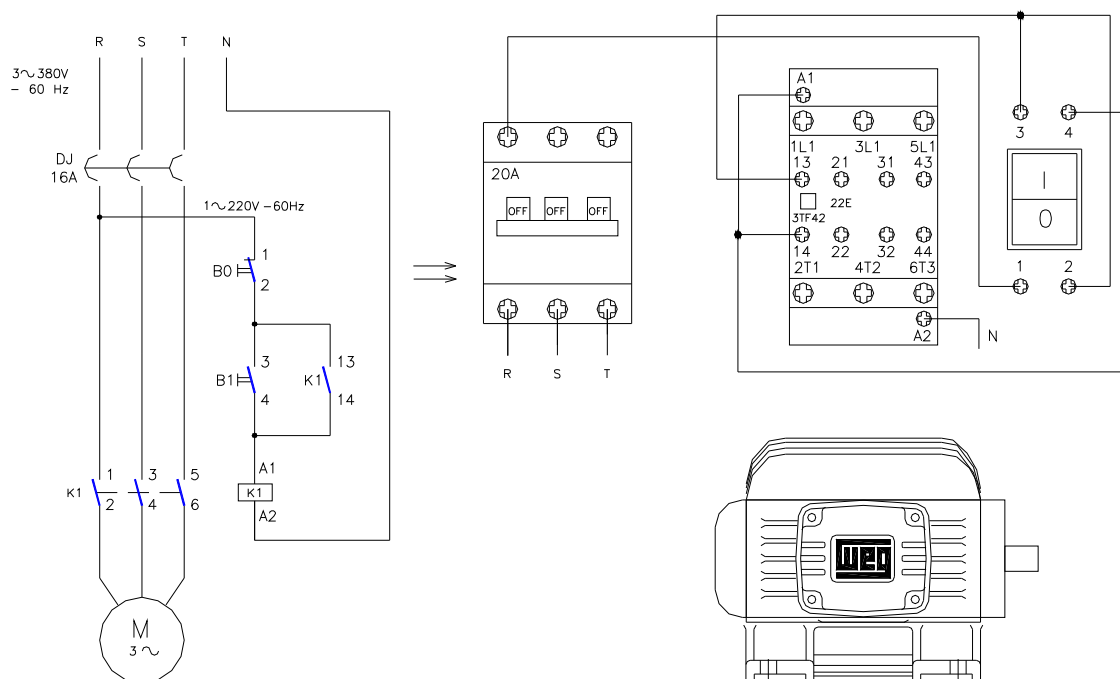 R S T N
3~380V
- 60 Hz
DJ
16A
1~220V-60Hz
1
B0
2
3
B1
4
K1
13
14
A1
K1
A2
K1
1 3 5
2 4 6
M
3~
20A
OFF OFF OFF
R S T
A1
1L1 3L1 5L1
13 21 31 43
22E
3TF42
14 22 32 44
2T1 4T2 6T3
A2
N
3 4
I
0
1 2
WEG